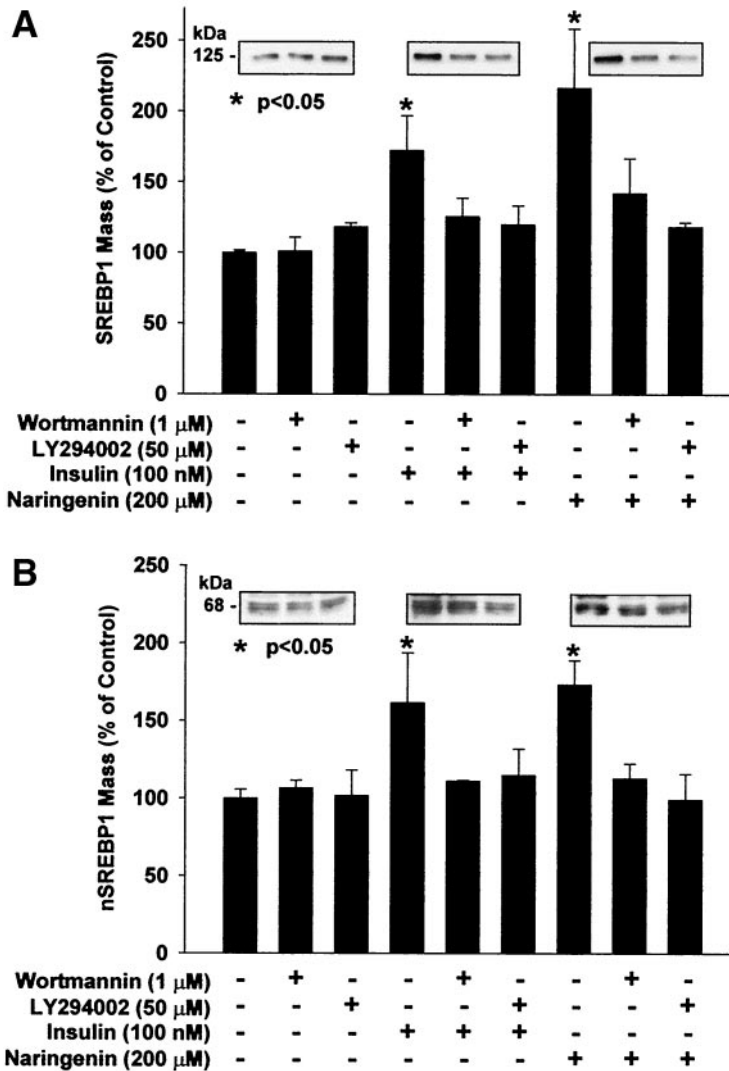 A
SREBP1 Mass (% of Control)
250
200
150
100
50
0
kDa
125 -
* p<0.05
*
*
Wortmannin (1 μM) - + - - + - - + -
LY294002 (50 μM) - - + - - + - - +
Insulin (100 nM) - - - + + + - - -
Naringenin (200 μM) - - - - - - + + +
B
nSREBP1 Mass (% of Control)
250
200
150
100
50
0
kDa
68 -
* p<0.05
*
*
Wortmannin (1 μM) - + - - + - - + -
LY294002 (50 μM) - - + - - + - - +
Insulin (100 nM) - - - + + + - - -
Naringenin (200 μM) - - - - - - + + +